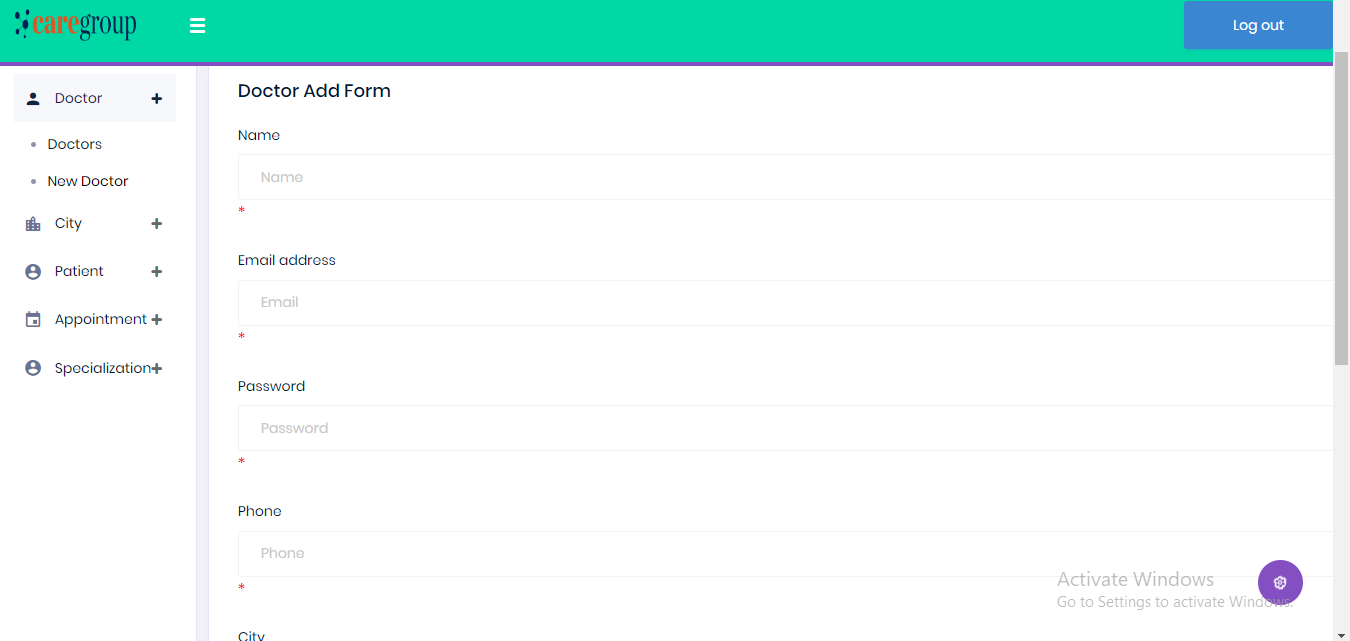 caregroup
Log out
Doctor
Doctors
New Doctor
City
Patient
Appointment
Specialization
Doctor Add Form
Name
Name
*
Email address
Email
*
Password
Password
*
Phone
Phone
*
City
Activate Windows
Go to Settings to activate Windows.